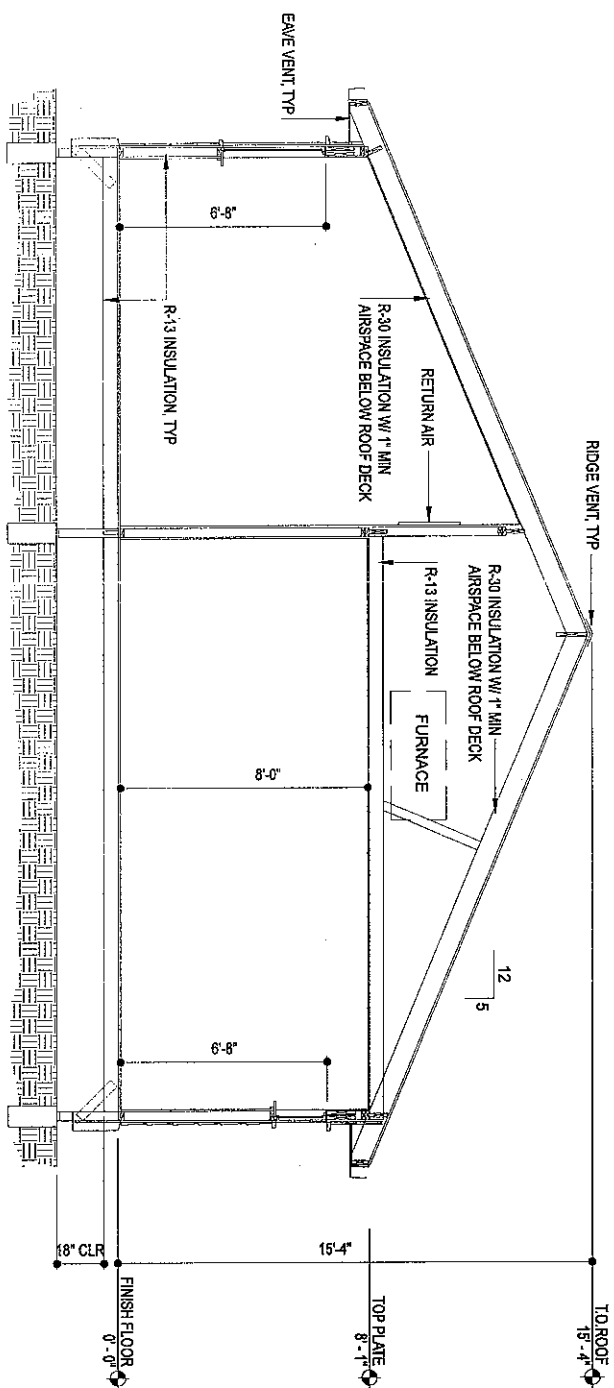 EAVE VENT, TYP
6'-8"
R-13 INSULATION, TYP
R-30 INSULATION W/ 1" MIN
AIRSPACE BELOW ROOF DECK
RETURN AIR
RIDGE VENT, TYP
R-30 INSULATION W/ 1" MIN
AIRSPACE BELOW ROOF DECK
R-13 INSULATION
FURNACE
8'-0"
12
5
6'-8"
18" CLR
15'-4"
T.O.ROOF
15' - 4"
TOP PLATE
8' - 1"
FINISH FLOOR
0' - 0"